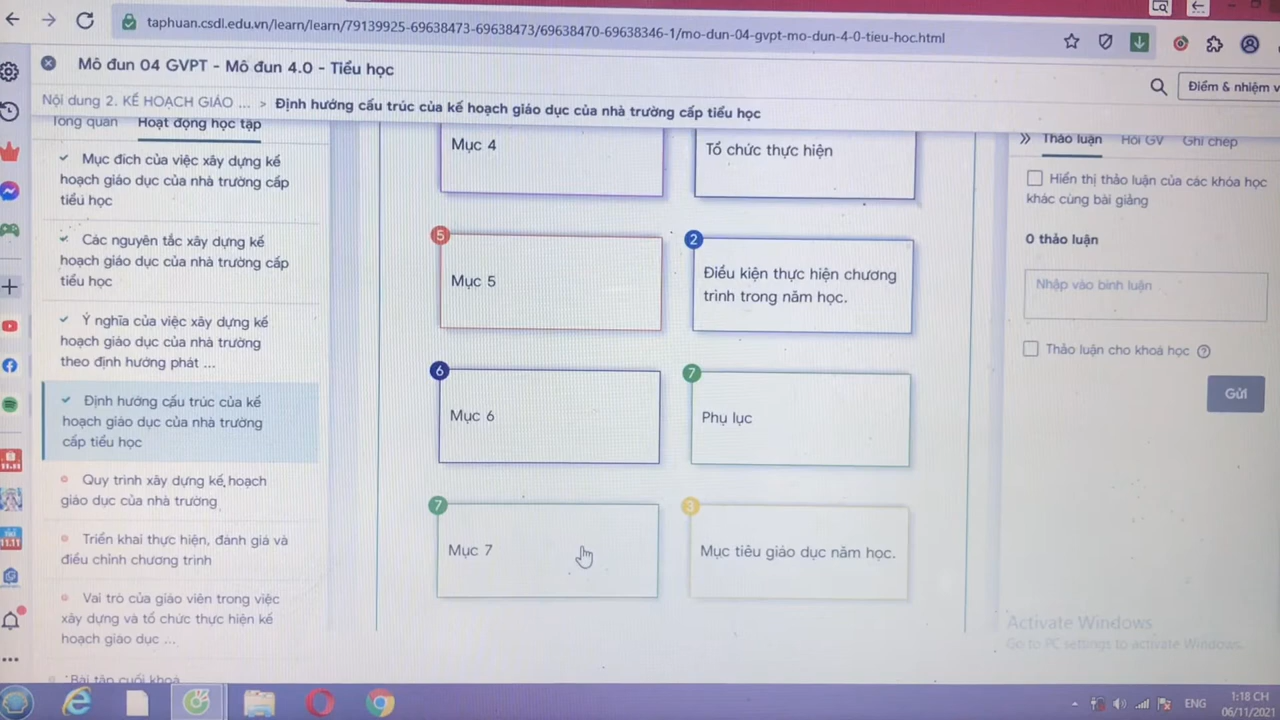 taphuan.csdl.edu.vn/learn/learn/79139925-69638473-69638473/69638470-69638346-1/mo-dun-04-gvpt-mo-dun-4-0-tieu-hoc.html
Mô đun 04 GVPT - Mô đun 4.0 - Tiểu học
Điểm & nhiệm v
Nội dung 2. KẾ HOẠCH GIÁO ... > Định hướng cấu trúc của kế hoạch giáo dục của nhà trường cấp tiểu học
Tổng quan Hoạt động học tập
Mục đích của việc xây dựng kế
hoạch giáo dục của nhà trường cấp
tiểu học
Các nguyên tắc xây dựng kế
hoạch giáo dục của nhà trường cấp
tiểu học
Ý nghĩa của việc xây dựng kế
hoạch giáo dục của nhà trường
theo định hướng phát ...
Định hướng cấu trúc của kế
hoạch giáo dục của nhà trường
cấp tiểu học
Quy trình xây dựng kế hoạch
giáo dục của nhà trường
Triển khai thực hiện, đánh giá và
điều chỉnh chương trình
Vai trò của giáo viên trong việc
xây dựng và tổ chức thực hiện kế
hoạch giáo dục ...
Bài tập cuối khoá
Mục 4
Tổ chức thực hiện
5
Mục 5
2
Điều kiện thực hiện chương
trình trong năm học.
6
Mục 6
7
Phụ lục
7
Mục 7
3
Mục tiêu giáo dục năm học.
Thảo luận Hỏi GV Ghi chép
Hiển thị thảo luận của các khóa học
khác cùng bài giảng
0 thảo luận
Nhập vào bình luận
Thảo luận cho khoá học
Gửi
Activate Windows
Go to PC settings to activate Windows.
ENG
1:18 CH
06/11/2021